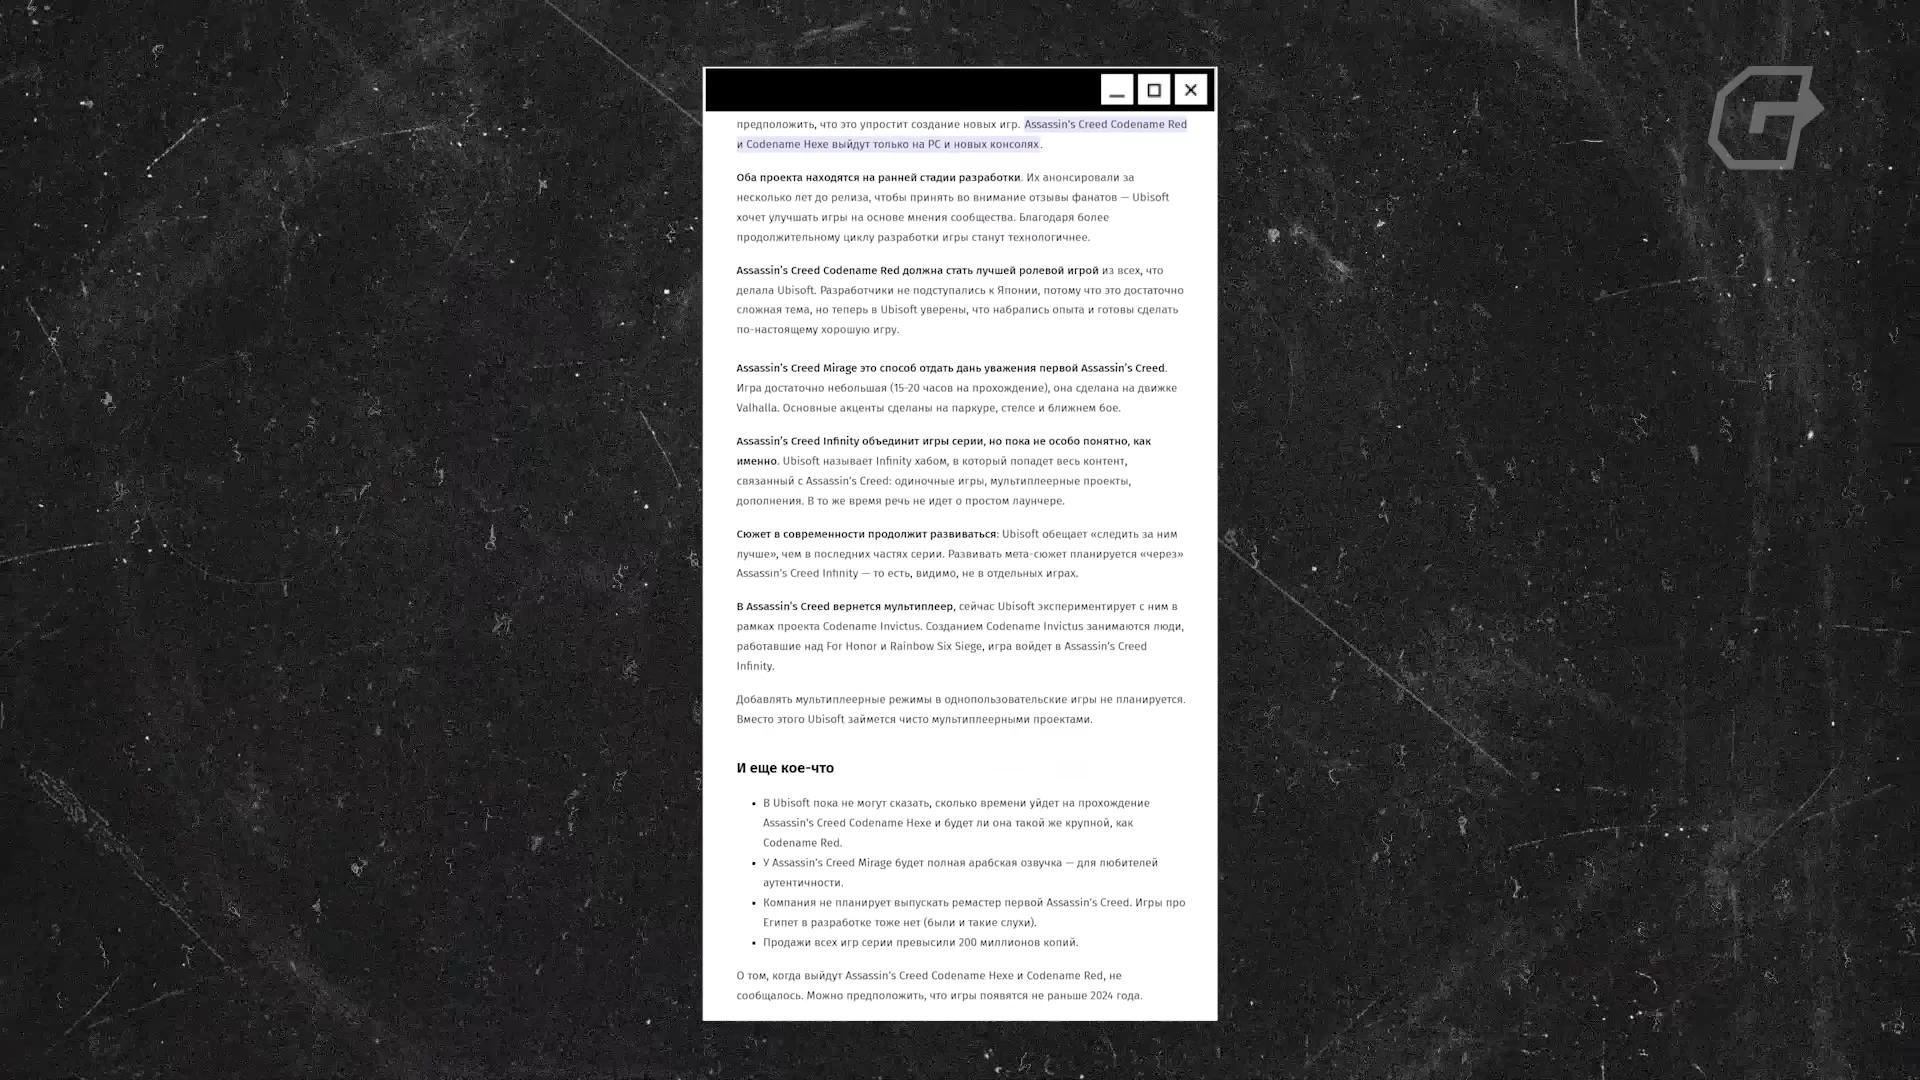 предположить, что это упростит создание новых игр. Assassin's Creed Codename Red
и Codename Hexe выйдут только на PC и новых консолях.
Оба проекта находятся на ранней стадии разработки. Их анонсировали за
несколько лет до релиза, чтобы принять во внимание отзывы фанатов — Ubisoft
хочет улучшать игры на основе мнения сообщества. Благодаря более
продолжительному циклу разработки игры станут технологичнее.
Assassin's Creed Codename Red должна стать лучшей ролевой игрой из всех, что
делала Ubisoft. Разработчики не подступались к Японии, потому что это достаточно
сложная тема, но теперь в Ubisoft уверены, что набрались опыта и готовы сделать
по-настоящему хорошую игру.
Assassin's Creed Mirage это способ отдать дань уважения первой Assassin's Creed.
Игра достаточно небольшая (15-20 часов на прохождение), она сделана на движке
Valhalla. Основные акценты сделаны на паркуре, стелсе и ближнем бое.
Assassin's Creed Infinity объединит игры серии, но пока не особо понятно, как
именно. Ubisoft называет Infinity хабом, в который попадет весь контент,
связанный с Assassin's Creed: одиночные игры, мультиплеерные проекты,
дополнения. В то же время речь не идет о простом лаунчере.
Сюжет в современности продолжит развиваться: Ubisoft обещает «следить за ним
лучше», чем в последних частях серии. Развивать мета-сюжет планируется «через»
Assassin's Creed Infinity — то есть, видимо, не в отдельных играх.
В Assassin's Creed вернется мультиплеер, сейчас Ubisoft экспериментирует с ним в
рамках проекта Codename Invictus. Созданием Codename Invictus занимаются люди,
работавшие над For Honor и Rainbow Six Siege, игра войдет в Assassin's Creed
Infinity.
Добавлять мультиплеерные режимы в однопользовательские игры не планируется.
Вместо этого Ubisoft займется чисто мультиплеерными проектами.
И еще кое-что
• В Ubisoft пока не могут сказать, сколько времени уйдет на прохождение
Assassin's Creed Codename Hexe и будет ли она такой же крупной, как
Codename Red.
• У Assassin's Creed Mirage будет полная арабская озвучка — для любителей
аутентичности.
• Компания не планирует выпускать ремастер первой Assassin's Creed. Игры про
Египет в разработке тоже нет (были и такие слухи).
• Продажи всех игр серии превысили 200 миллионов копий.
О том, когда выйдут Assassin's Creed Codename Hexe и Codename Red, не
сообщалось. Можно предположить, что игры появятся не раньше 2024 года.